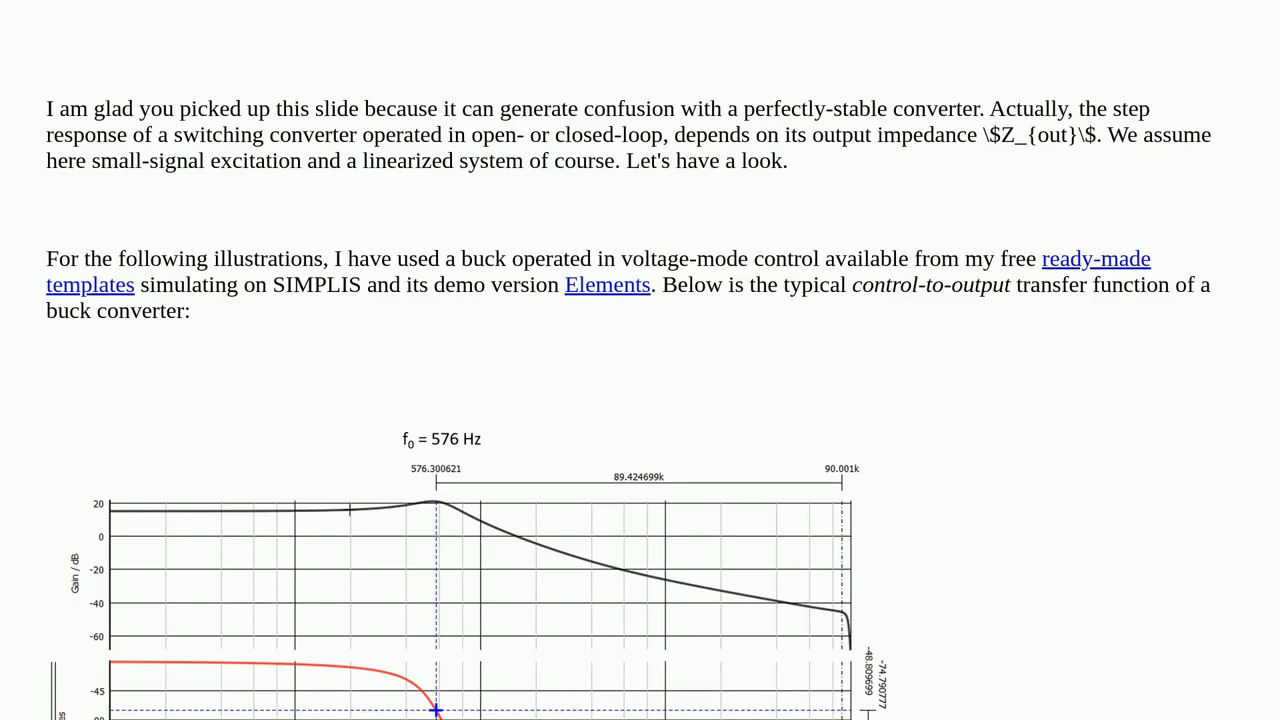 I am glad you picked up this slide because it can generate confusion with a perfectly-stable converter. Actually, the step
response of a switching converter operated in open- or closed-loop, depends on its output impedance \$Z_{out}\$. We assume
here small-signal excitation and a linearized system of course. Let's have a look.
For the following illustrations, I have used a buck operated in voltage-mode control available from my free ready-made
templates simulating on SIMPLIS and its demo version Elements. Below is the typical control-to-output transfer function of a
buck converter:
f0 = 576 Hz
576.300621
89.424699k
90.001k
20
0
-20
-40
-60
Gain / dB
-45
-48.809699
-74.790777